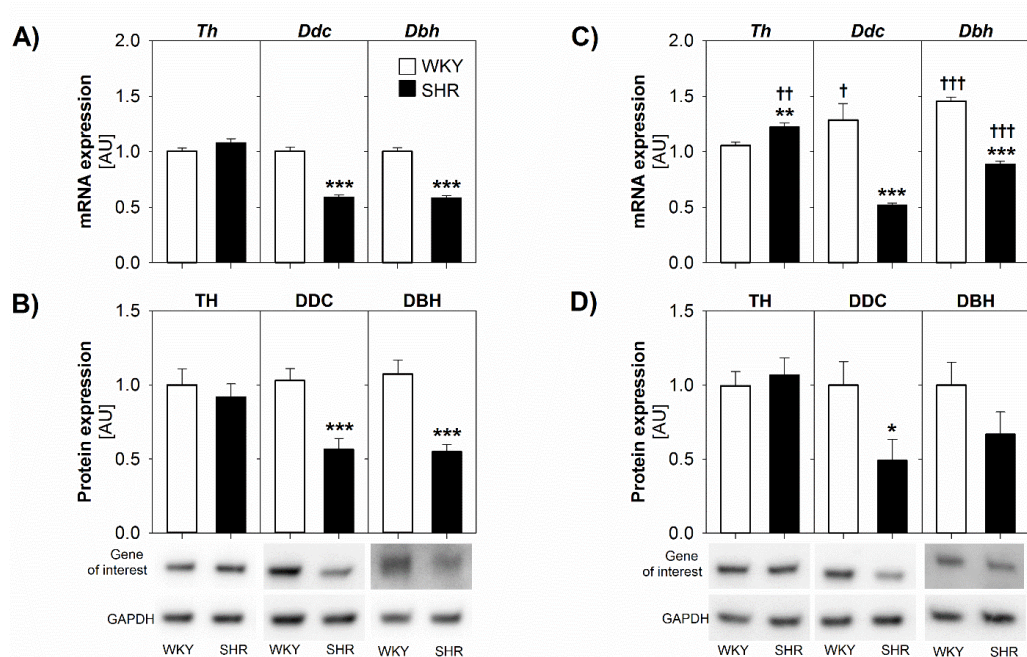 A)
Th Ddc Dbh
2.0
1.5
1.0
0.5
0.0
mRNA expression
[AU]
WKY
SHR
*** ***
B)
TH DDC DBH
1.5
1.0
0.5
0.0
Protein expression
[AU]
*** ***
Gene
of interest
GAPDH
WKY SHR WKY SHR WKY SHR
C)
Th Ddc Dbh
2.0
1.5
1.0
0.5
0.0
mRNA expression
[AU]
††
**
†
***
†††
†††
***
D)
TH DDC DBH
1.5
1.0
0.5
0.0
Protein expression
[AU]
*
Gene
of interest
GAPDH
WKY SHR WKY SHR WKY SHR